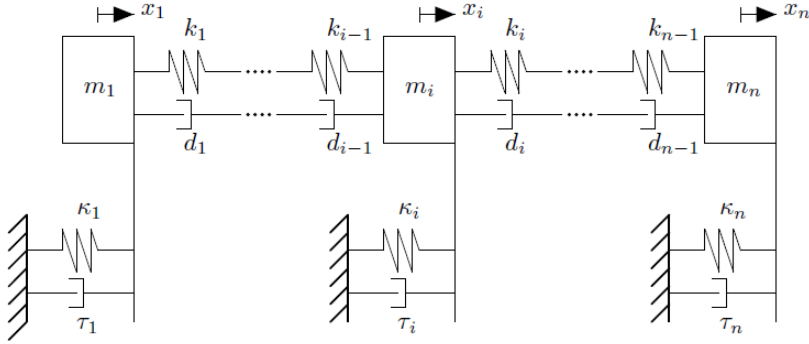 x₁ xᵢ xₙ
k₁ kᵢ₋₁ kᵢ kₙ₋₁
m₁ mᵢ mₙ
d₁ dᵢ₋₁ dᵢ dₙ₋₁
κ₁ κᵢ κₙ
τ₁ τᵢ τₙ